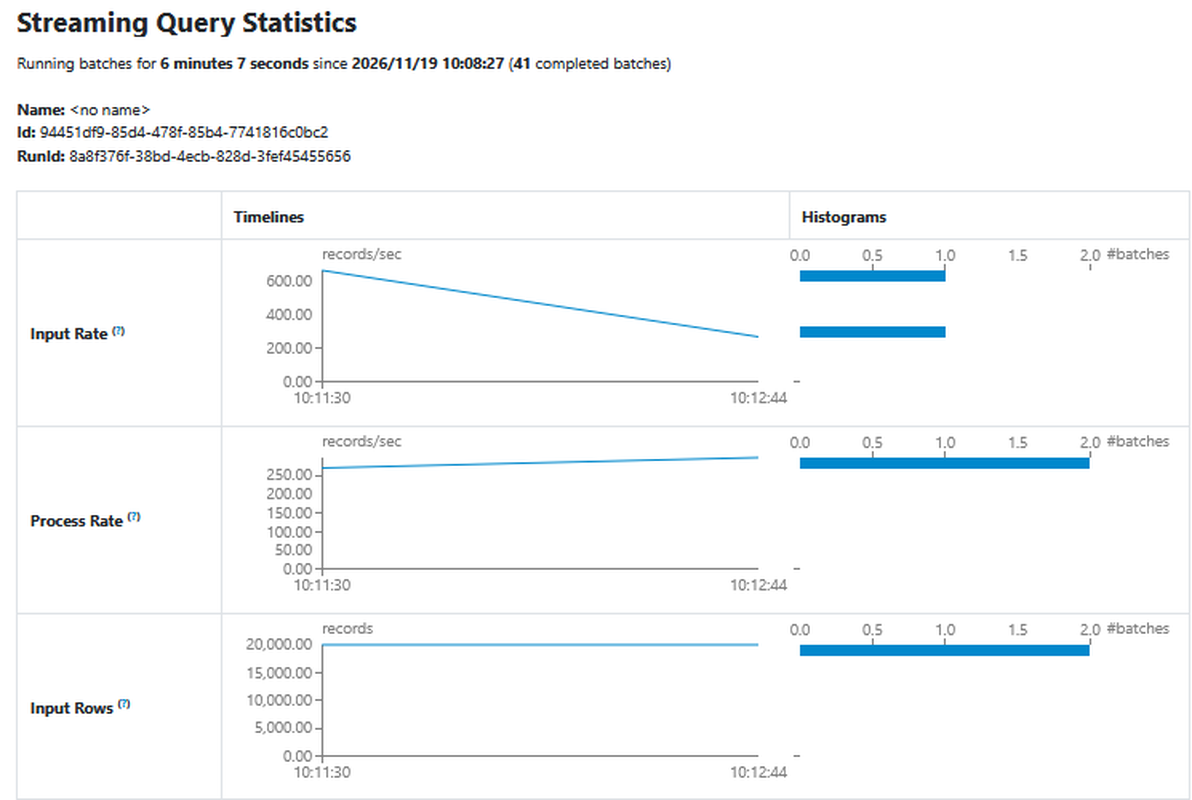 Streaming Query Statistics
Running batches for 6 minutes 7 seconds since 2026/11/19 10:08:27 (41 completed batches)
Name: <no name>
Id: 94451df9-85d4-478f-85b4-7741816c0bc2
RunId: 8a8f376f-38bd-4ecb-828d-3fef45455656
Timelines Histograms
Input Rate (?)
records/sec
600.00
400.00
200.00
0.00
10:11:30 10:12:44
0.0 0.5 1.0 1.5 2.0 #batches
Process Rate (?)
records/sec
250.00
200.00
150.00
100.00
50.00
0.00
10:11:30 10:12:44
0.0 0.5 1.0 1.5 2.0 #batches
Input Rows (?)
records
20,000.00
15,000.00
10,000.00
5,000.00
0.00
10:11:30 10:12:44
0.0 0.5 1.0 1.5 2.0 #batches